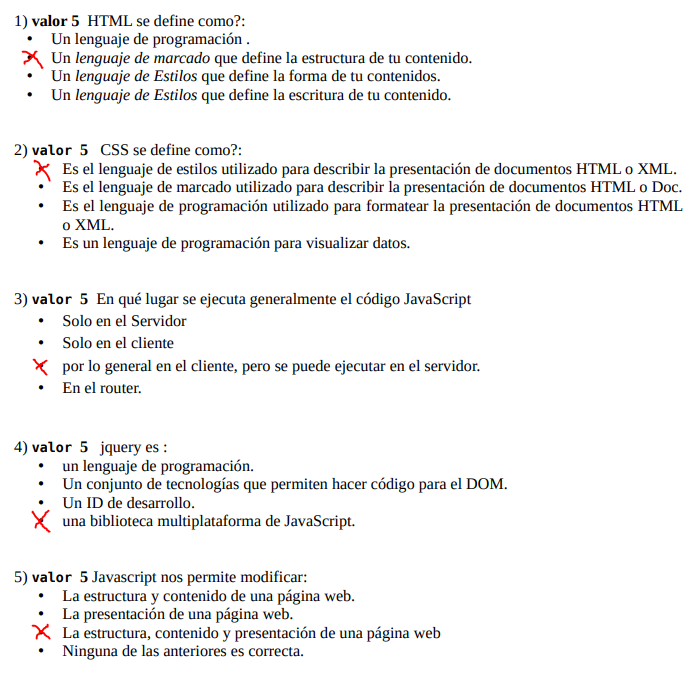 1) valor 5 HTML se define como?:
• Un lenguaje de programación .
Un lenguaje de marcado que define la estructura de tu contenido.
• Un lenguaje de Estilos que define la forma de tu contenidos.
• Un lenguaje de Estilos que define la escritura de tu contenido.
2) valor 5 CSS se define como?:
Es el lenguaje de estilos utilizado para describir la presentación de documentos HTML o XML.
• Es el lenguaje de marcado utilizado para describir la presentación de documentos HTML o Doc.
• Es el lenguaje de programación utilizado para formatear la presentación de documentos HTML
o XML.
• Es un lenguaje de programación para visualizar datos.
3) valor 5 En qué lugar se ejecuta generalmente el código JavaScript
• Solo en el Servidor
• Solo en el cliente
por lo general en el cliente, pero se puede ejecutar en el servidor.
• En el router.
4) valor 5 jquery es :
• un lenguaje de programación.
• Un conjunto de tecnologías que permiten hacer código para el DOM.
• Un ID de desarrollo.
una biblioteca multiplataforma de JavaScript.
5) valor 5 Javascript nos permite modificar:
• La estructura y contenido de una página web.
• La presentación de una página web.
La estructura, contenido y presentación de una página web
• Ninguna de las anteriores es correcta.